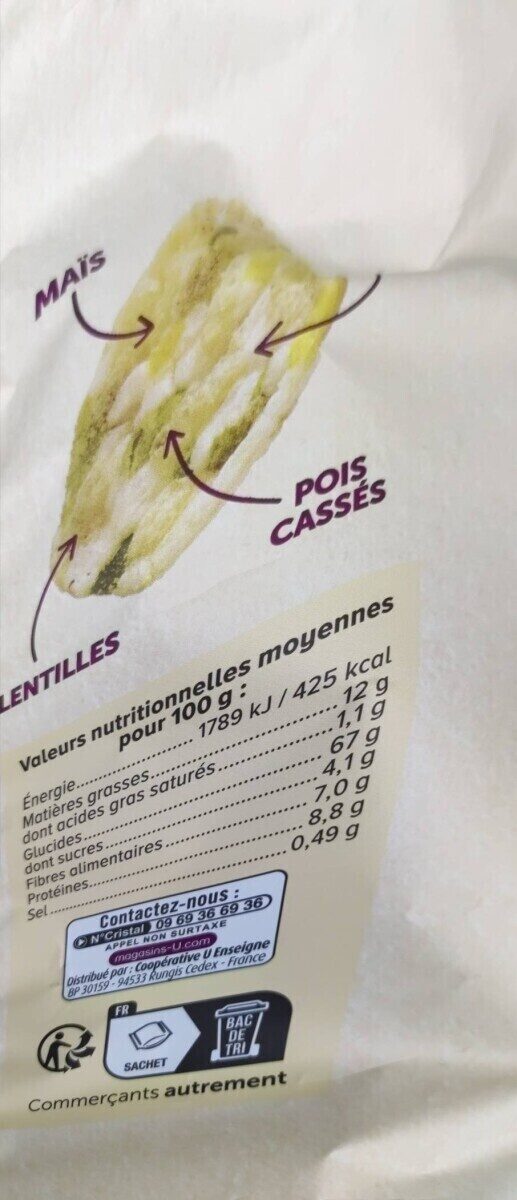 MAÏS
POIS
CASSÉS
LENTILLES
Valeurs nutritionnelles moyennes
pour 100 g :
Énergie........................ 1789 kJ / 425 kcal
Matières grasses........................ 12 g
dont acides gras saturés........................ 1,1 g
Glucides........................ 67 g
dont sucres........................ 4,1 g
Fibres alimentaires........................ 7,0 g
Protéines........................ 8,8 g
Sel........................ 0,49 g
Contactez-nous :
N°Cristal 09 69 36 69 36
APPEL NON SURTAXE
magasins-U.com
Distribué par : Coopérative U Enseigne
BP 30159 - 94533 Rungis Cedex - France
FR
SACHET
BAC
DE
TRI
Commerçants autrement